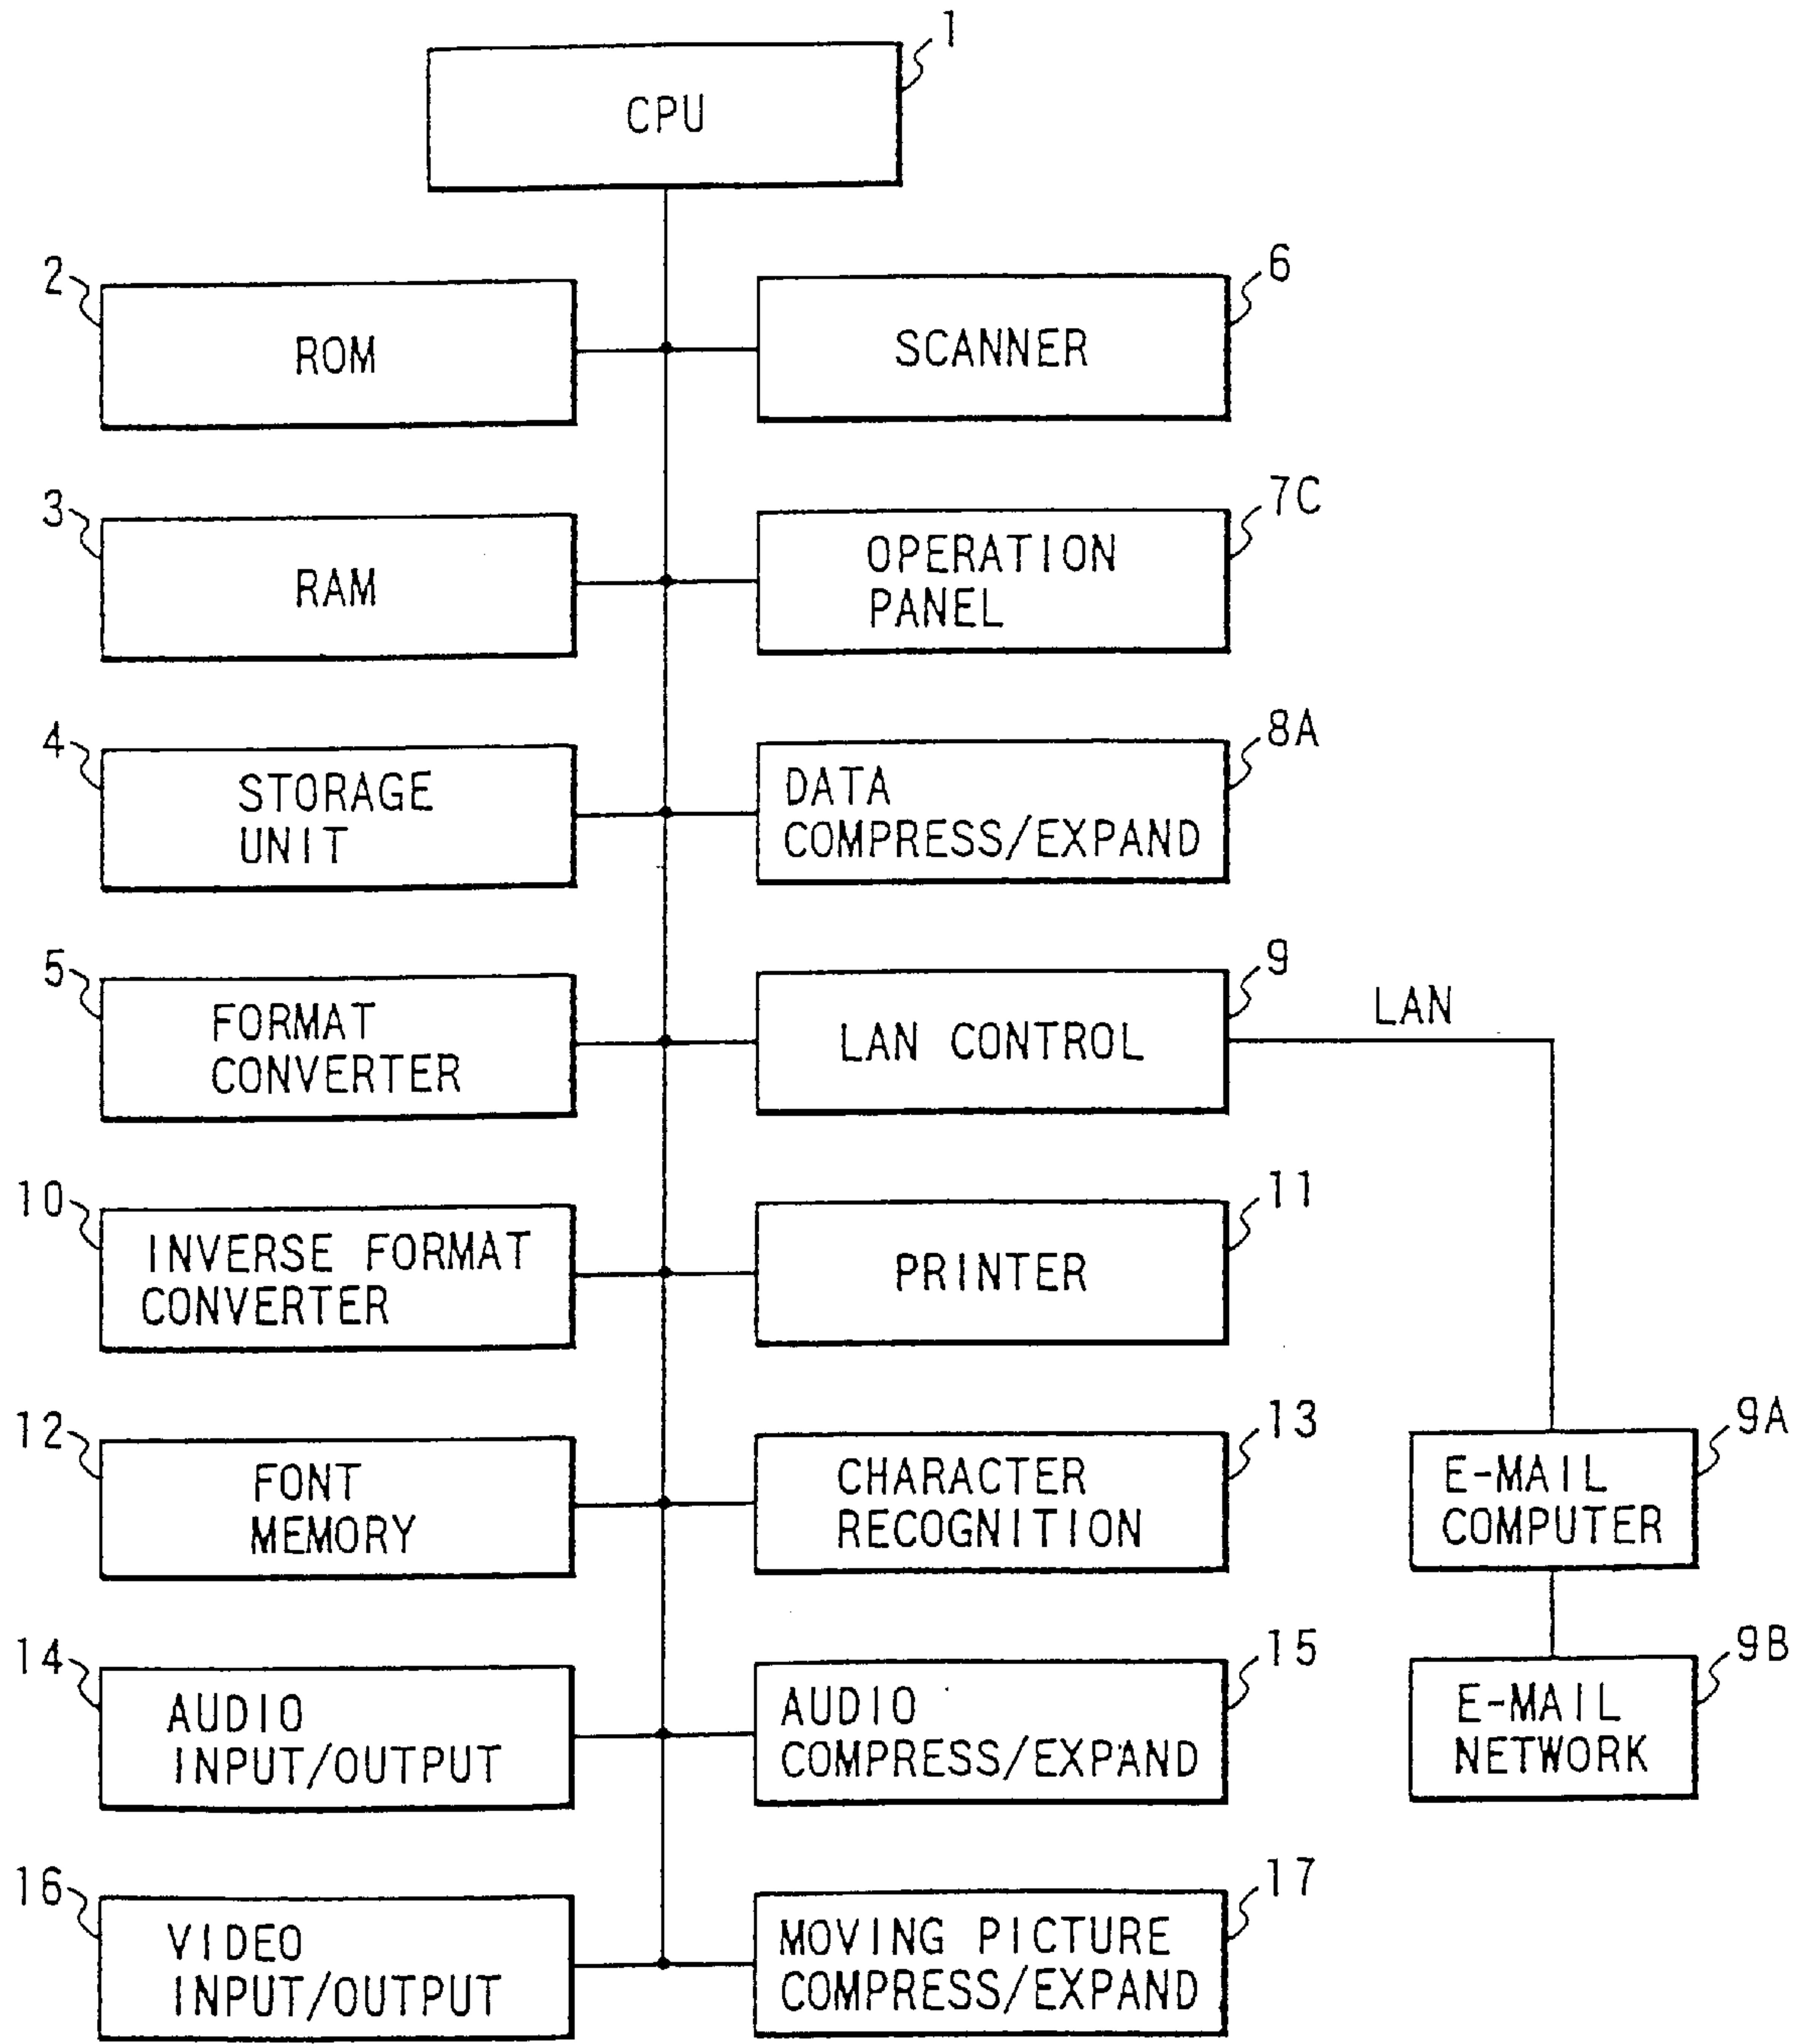 1
CPU
2
ROM
6
SCANNER
3
RAM
7C
OPERATION
PANEL
4
STORAGE
UNIT
8A
DATA
COMPRESS/EXPAND
5
FORMAT
CONVERTER
9
LAN CONTROL
LAN
10
INVERSE FORMAT
CONVERTER
11
PRINTER
12
FONT
MEMORY
13
CHARACTER
RECOGNITION
9A
E-MAIL
COMPUTER
14
AUDIO
INPUT/OUTPUT
15
AUDIO
COMPRESS/EXPAND
9B
E-MAIL
NETWORK
16
VIDEO
INPUT/OUTPUT
17
MOVING PICTURE
COMPRESS/EXPAND